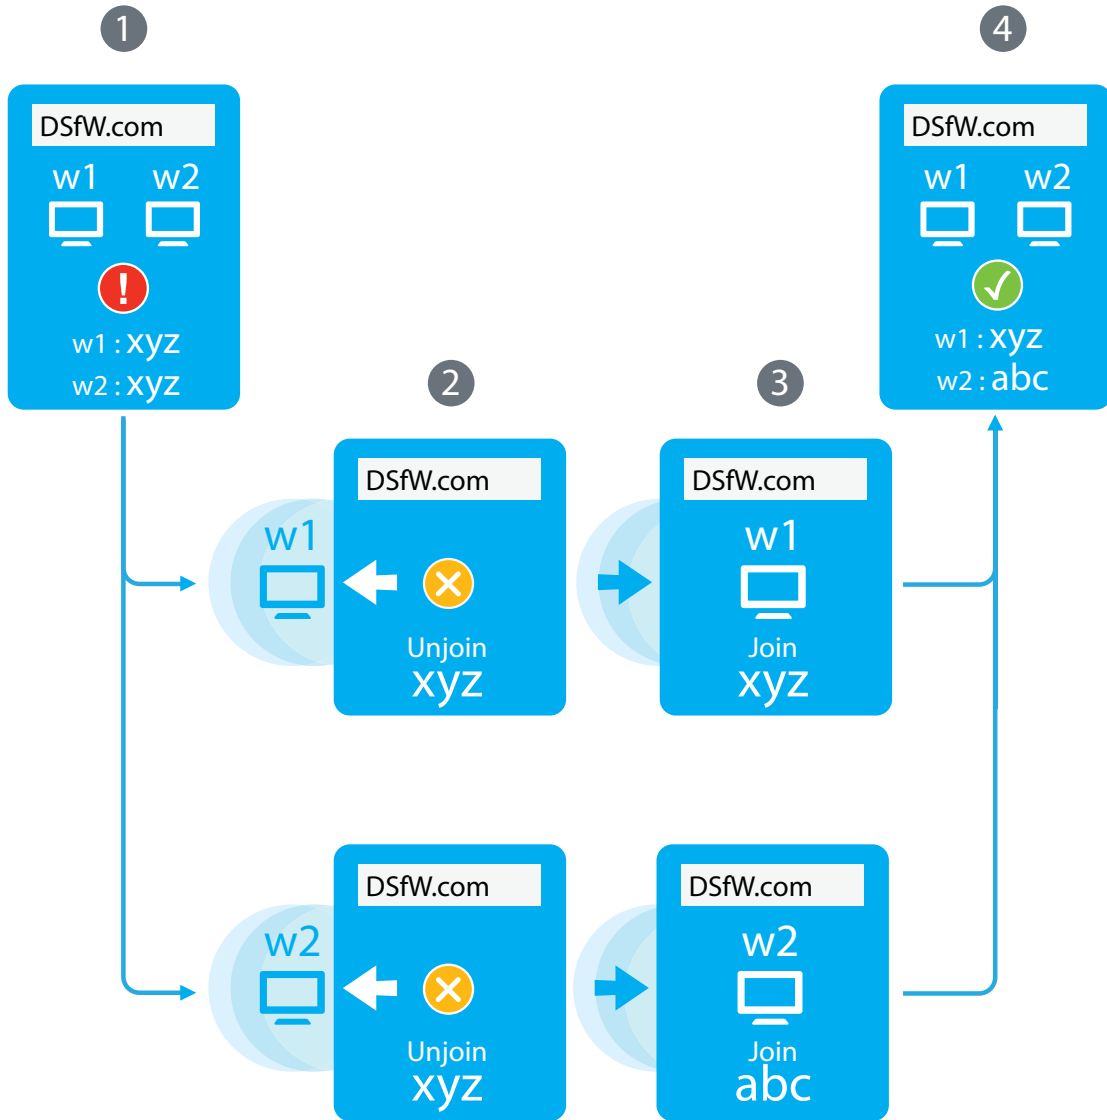 1
DSfW.com
w1 w2
!
w1 : xyz
w2 : xyz
2
DSfW.com
w1
Unjoin
xyz
3
DSfW.com
w1
Join
xyz
4
DSfW.com
w1 w2
w1 : xyz
w2 : abc
DSfW.com
w2
Unjoin
xyz
DSfW.com
w2
Join
abc